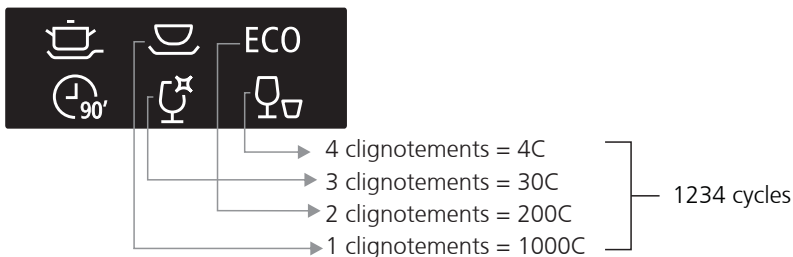 ECO
90'
4 clignotements = 4C
3 clignotements = 30C
2 clignotements = 200C
1 clignotements = 1000C
1234 cycles